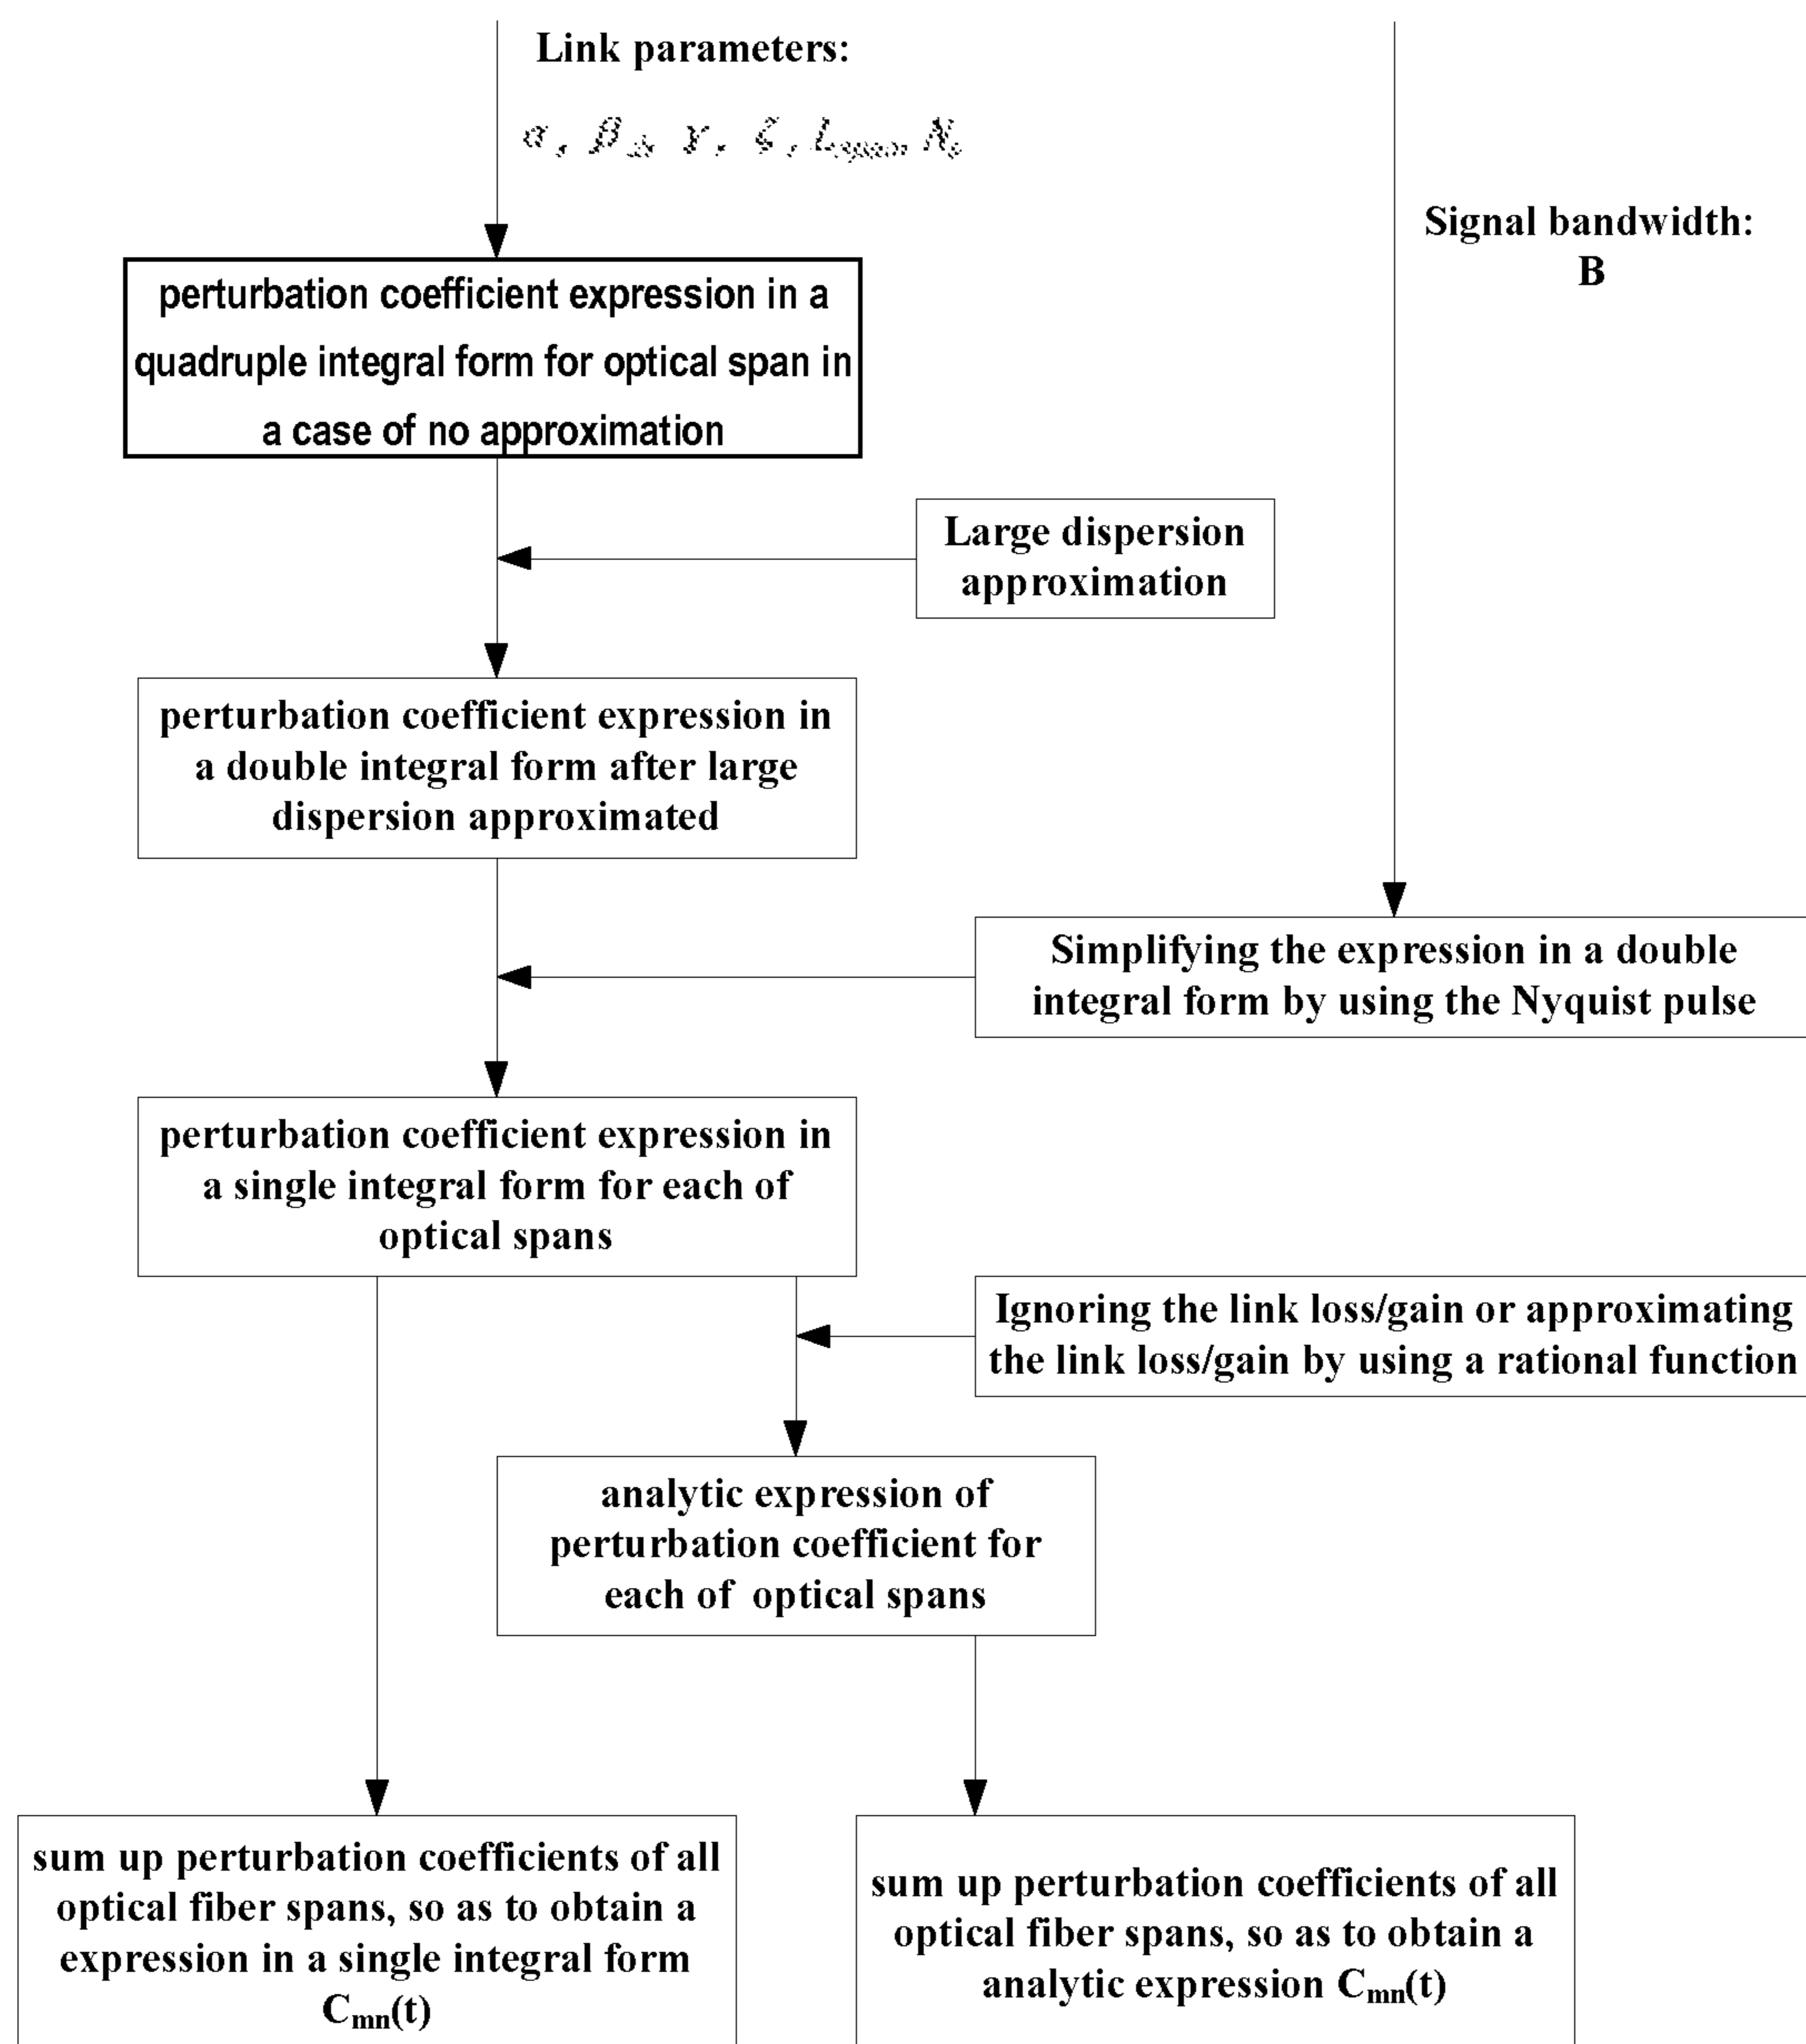 Link parameters:
Signal bandwidth:
B
perturbation coefficient expression in a
quadruple integral form for optical span in
a case of no approximation
Large dispersion
approximation
perturbation coefficient expression in
a double integral form after large
dispersion approximated
Simplifying the expression in a double
integral form by using the Nyquist pulse
perturbation coefficient expression in
a single integral form for each of
optical spans
Ignoring the link loss/gain or approximating
the link loss/gain by using a rational function
analytic expression of
perturbation coefficient for
each of optical spans
sum up perturbation coefficients of all
optical fiber spans, so as to obtain a
expression in a single integral form
Cmn(t)
sum up perturbation coefficients of all
optical fiber spans, so as to obtain a
analytic expression Cmn(t)